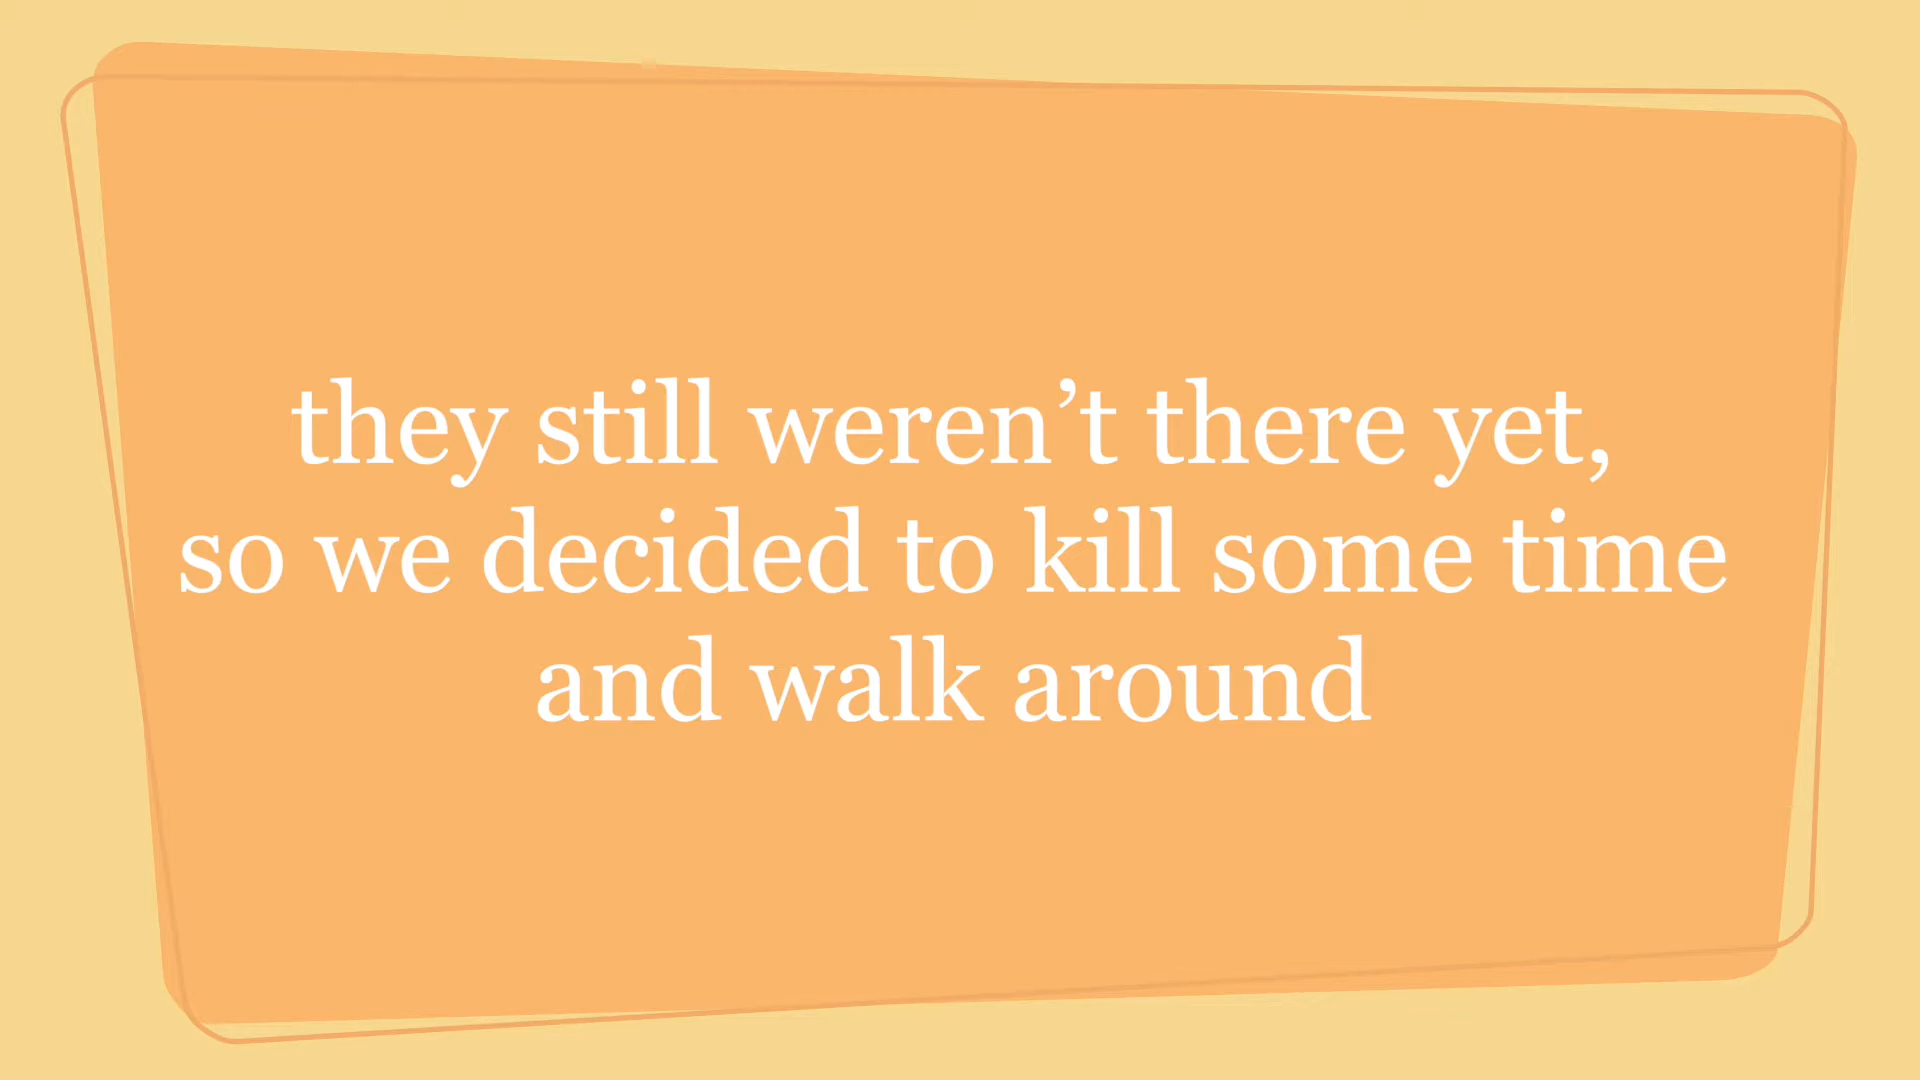 they still weren’t there yet,
so we decided to kill some time
and walk around